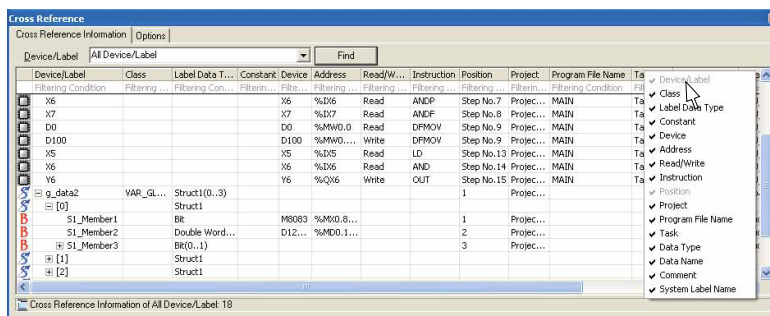 Cross Reference
Cross Reference Information Options
Device/Label All Device/Label Find
Device/Label Class Label Data T... Constant Device Address Read/W... Instruction Position Project Program File Name Ta
Filtering Condition Filtering ... Filtering Con... Filterin... Filte... Filtering ... Filtering ... Filtering ... Filtering ... Filterin... Filtering Condition
X6 X6 %IX6 Read ANDP Step No.7 Projec... MAIN Ta
X7 X7 %IX7 Read ANDF Step No.8 Projec... MAIN Ta
D0 D0 %MW0.0 Read DFMOV Step No.9 Projec... MAIN Ta
D100 D100 %MW0.... Write DFMOV Step No.9 Projec... MAIN Ta
X5 X5 %IX5 Read LD Step No.13 Projec... MAIN Ta
X6 X6 %IX6 Read AND Step No.14 Projec... MAIN Ta
Y6 Y6 %QX6 Write OUT Step No.15 Projec... MAIN Ta
g_data2 VAR_GL... Struct1(0..3) 1 Projec...
[0] Struct1
S1_Member1 Bit M8083 %MX0.8... 1 Projec...
S1_Member2 Double Word... D12... %MD0.1... 2 Projec...
S1_Member3 Bit(0..1) 3 Projec...
[1] Struct1
[2] Struct1
Device/Label
Class
Label Data Type
Constant
Device
Address
Read/Write
Instruction
Position
Project
Program File Name
Task
Data Type
Data Name
Comment
System Label Name
Cross Reference Information of All Device/Label: 18